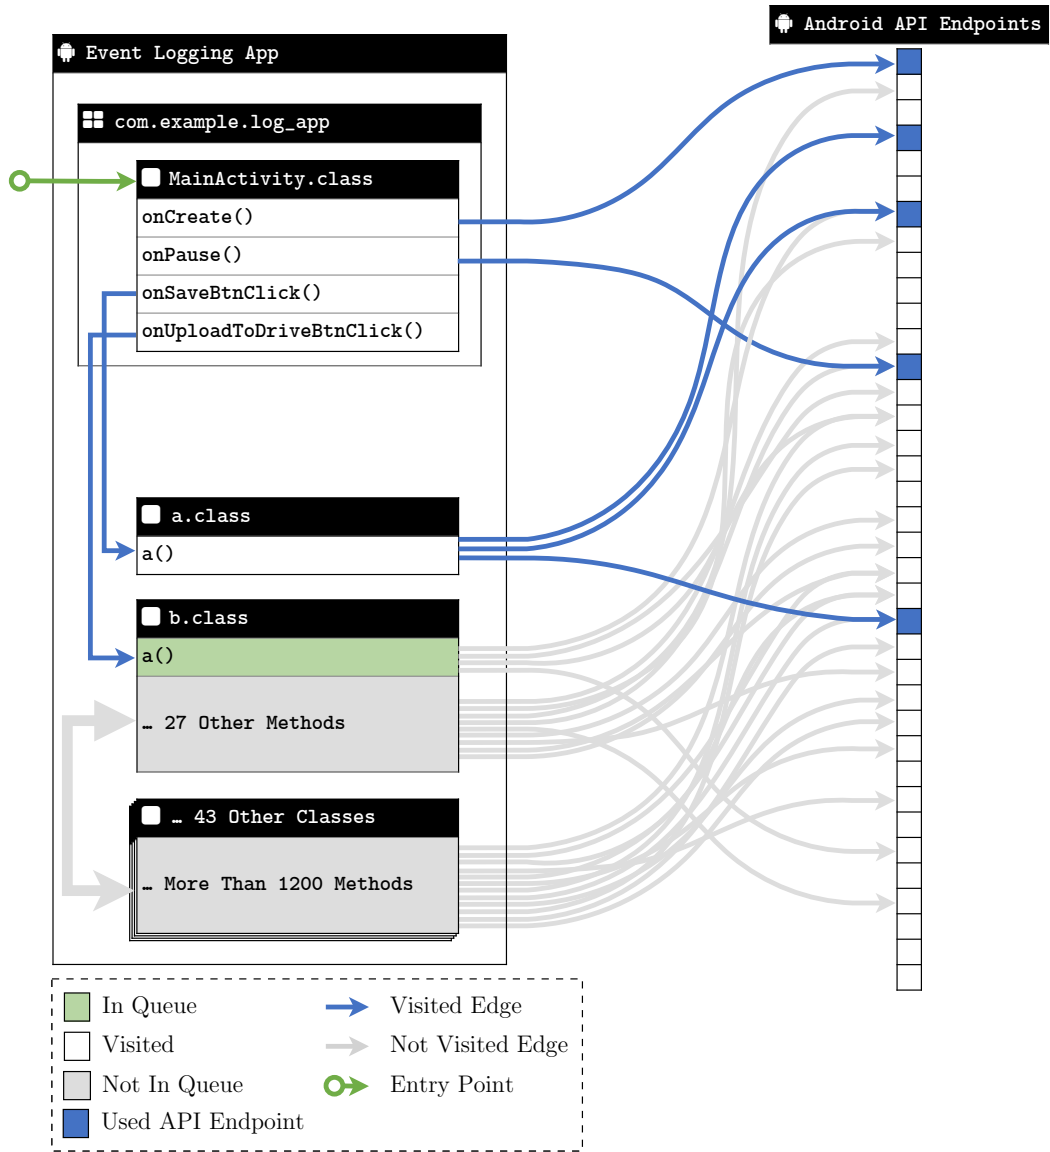 Android API Endpoints
Event Logging App
com.example.log_app
MainActivity.class
onCreate()
onPause()
onSaveBtnClick()
onUploadToDriveBtnClick()
a.class
a()
b.class
a()
… 27 Other Methods
… 43 Other Classes
… More Than 1200 Methods
In Queue
Visited Edge
Visited
Not Visited Edge
Not In Queue
Entry Point
Used API Endpoint